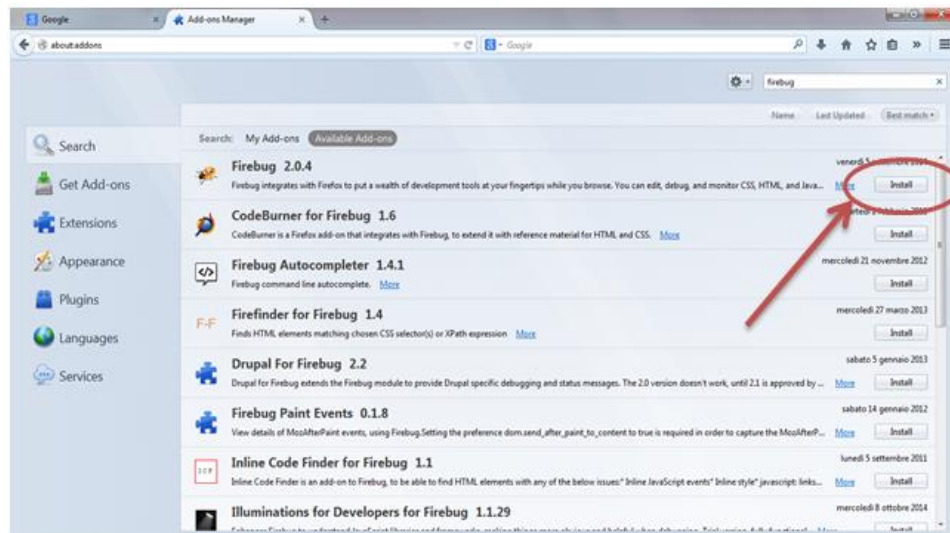 Google
Add-ons Manager
about:addons
Google
firebug
Name Last Updated Best match
Search
Get Add-ons
Extensions
Appearance
Plugins
Languages
Services
Search: My Add-ons Available Add-ons
Firebug 2.0.4
venerdì 5
Firebug integrates with Firefox to put a wealth of development tools at your fingertips while you browse. You can edit, debug, and monitor CSS, HTML, and Java... More
Install
CodeBurner for Firebug 1.6
CodeBurner is a Firefox add-on that integrates with Firebug, to extend it with reference material for HTML and CSS. More
Install
Firebug Autocompleter 1.4.1
mercoledì 21 novembre 2012
Firebug command line autocomplete. More
Install
Firefinder for Firebug 1.4
mercoledì 27 marzo 2013
F-F
Finds HTML elements matching chosen CSS selector(s) or XPath expression More
Install
Drupal For Firebug 2.2
sabato 5 gennaio 2013
Drupal for Firebug extends the Firebug module to provide Drupal specific debugging and status messages. The 2.0 version doesn't work, until 2.1 is approved by ... More
Install
Firebug Paint Events 0.1.8
sabato 14 gennaio 2012
View details of MozAfterPaint events, using Firebug.Setting the preference dom.send_after_paint_to_content to true is required in order to capture the MozAfterP... More
Install
Inline Code Finder for Firebug 1.1
lunedì 5 settembre 2011
Inline Code Finder is an add-on to Firebug, to be able to find HTML elements with any of the below issues:* Inline JavaScript events* Inline style* javascript: links... More
Install
Illuminations for Developers for Firebug 1.1.29
mercoledì 8 ottobre 2014